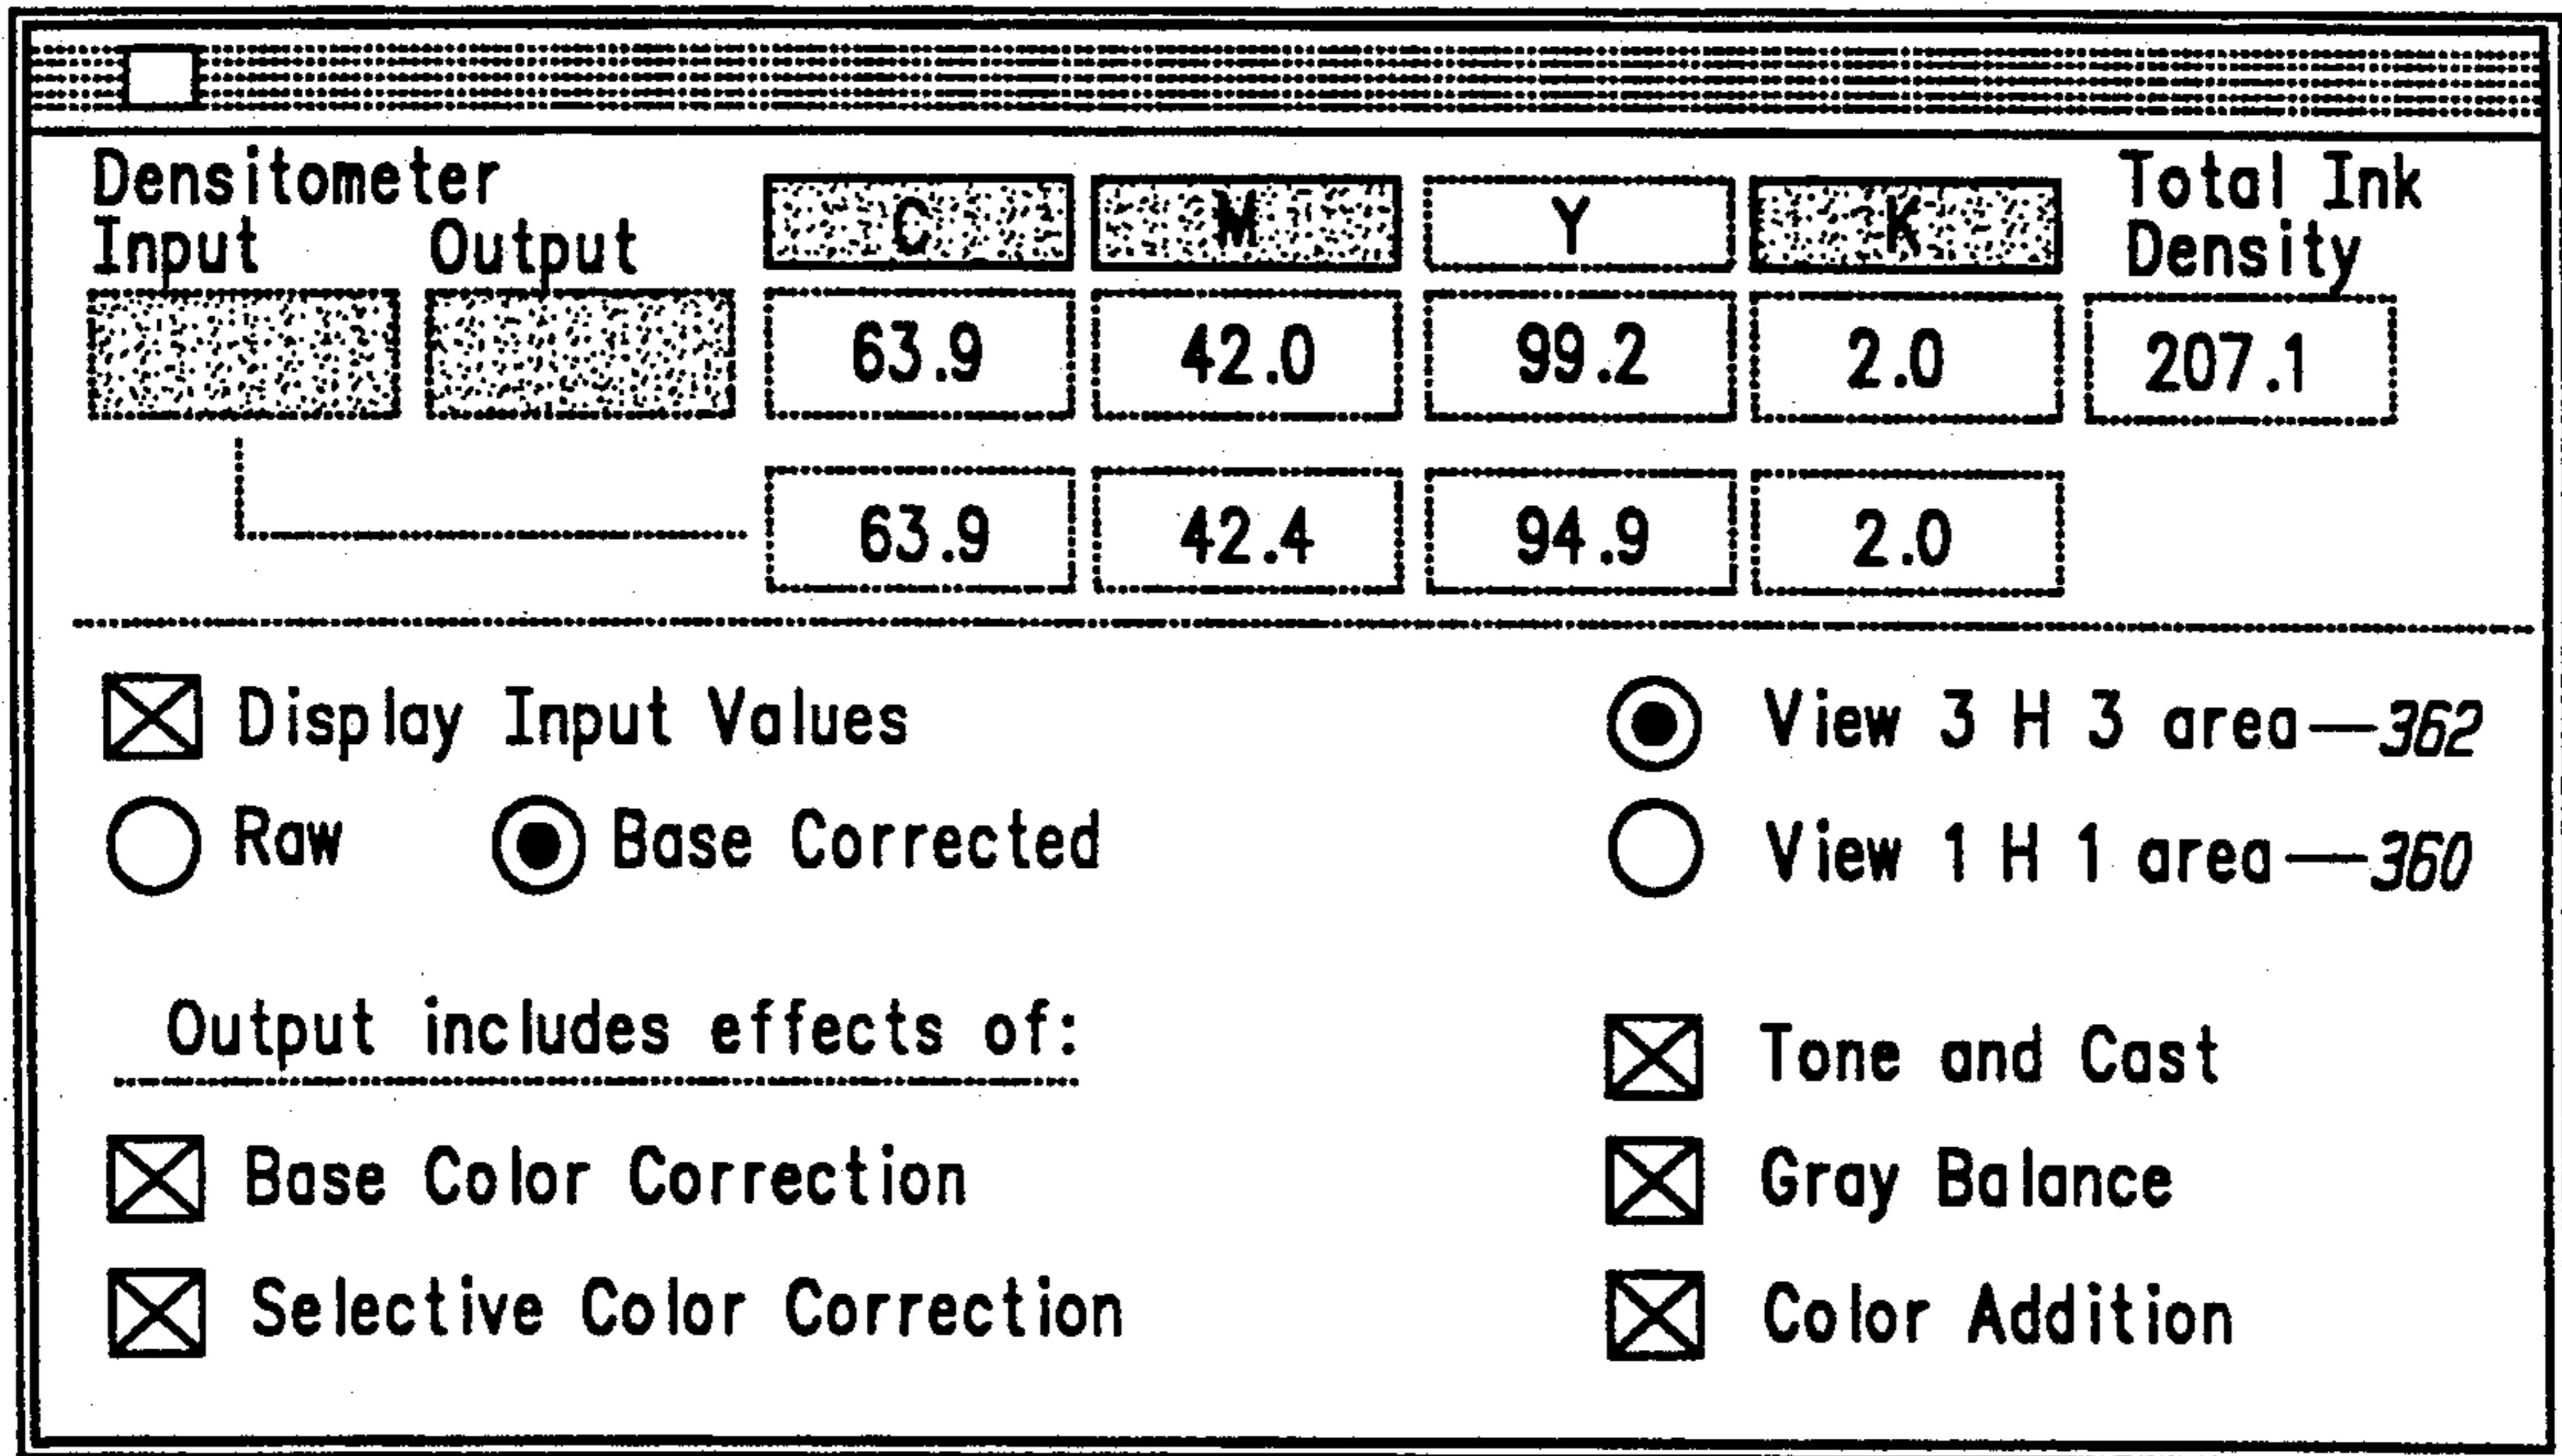 Densitometer
Input Output C M Y K Total Ink Density
63.9 42.0 99.2 2.0 207.1
63.9 42.4 94.9 2.0
Display Input Values View 3 H 3 area—362
Raw Base Corrected View 1 H 1 area—360
Output includes effects of: Tone and Cast
Base Color Correction Gray Balance
Selective Color Correction Color Addition